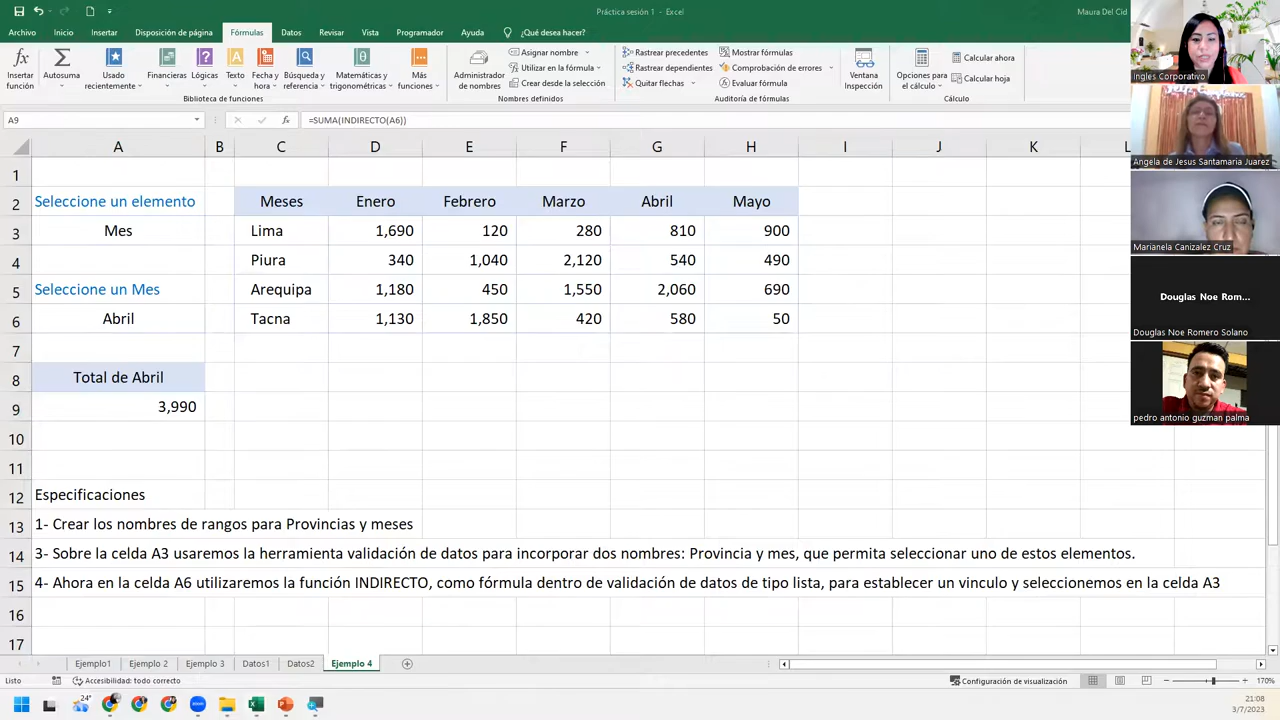 Práctica sesión 1 - Excel
Maura Del Cid
Archivo Inicio Insertar Disposición de página Fórmulas Datos Revisar Vista Programador Ayuda ¿Qué desea hacer?
Insertar función
Autosuma
Usado recientemente
Financieras
Lógicas
Texto
Fecha y hora
Búsqueda y referencia
Matemáticas y trigonométricas
Más funciones
Biblioteca de funciones
Administrador de nombres
Asignar nombre
Utilizar en la fórmula
Crear desde la selección
Nombres definidos
Rastrear precedentes
Rastrear dependientes
Quitar flechas
Mostrar fórmulas
Comprobación de errores
Evaluar fórmula
Auditoría de fórmulas
Ventana Inspección
Opciones para el cálculo
Calcular ahora
Calcular hoja
Cálculo
A9 fx =SUMA(INDIRECTO(A6))
A B C D E F G H I J K L
1
2 Seleccione un elemento Meses Enero Febrero Marzo Abril Mayo
3 Mes Lima 1,690 120 280 810 900
4 Piura 340 1,040 2,120 540 490
5 Seleccione un Mes Arequipa 1,180 450 1,550 2,060 690
6 Abril Tacna 1,130 1,850 420 580 50
7
8 Total de Abril
9 3,990
10
11
12 Especificaciones
13 1- Crear los nombres de rangos para Provincias y meses
14 3- Sobre la celda A3 usaremos la herramienta validación de datos para incorporar dos nombres: Provincia y mes, que permita seleccionar uno de estos elementos.
15 4- Ahora en la celda A6 utilizaremos la función INDIRECTO, como fórmula dentro de validación de datos de tipo lista, para establecer un vinculo y seleccionemos en la celda A3
16
17
Ejemplo1 Ejemplo 2 Ejemplo 3 Datos1 Datos2 Ejemplo 4
Listo Accesibilidad: todo correcto Configuración de visualización 170%
24°
21:08
3/7/2023
Ingles Corporativo
Angela de Jesus Santamaria Juarez
Marianela Canizalez Cruz
Douglas Noe Rom...
Douglas Noe Romero Solano
pedro antonio guzman palma